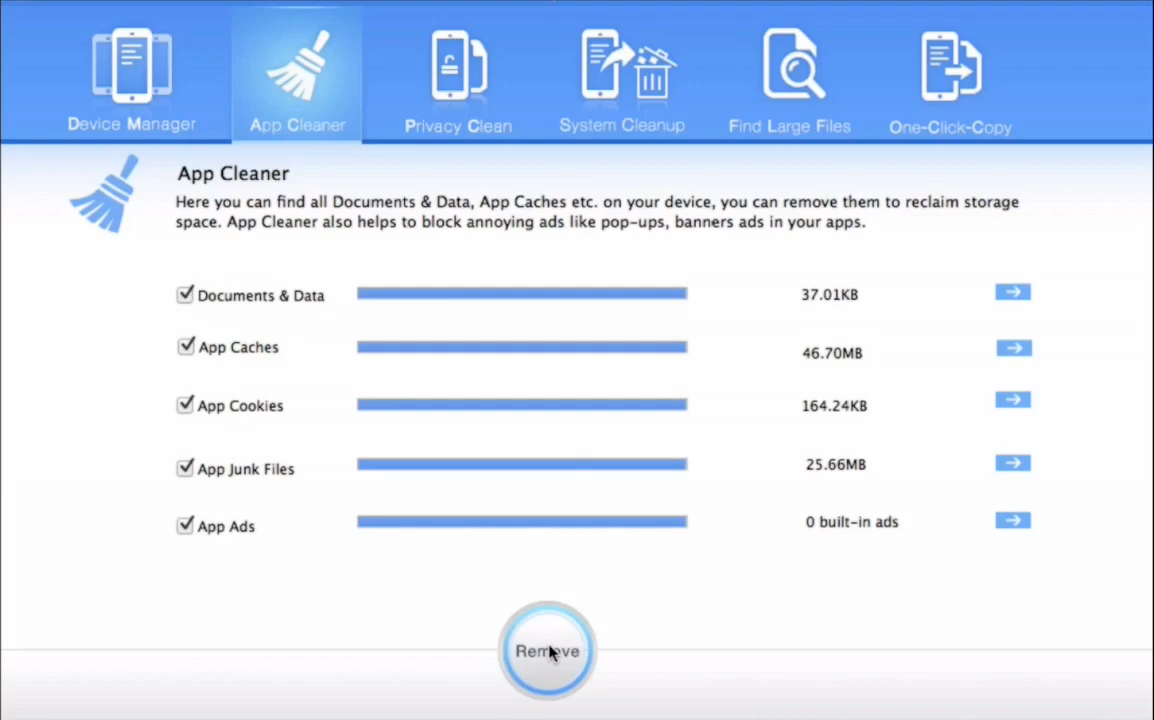 Device Manager
App Cleaner
Privacy Clean
System Cleanup
Find Large Files
One-Click-Copy
App Cleaner
Here you can find all Documents & Data, App Caches etc. on your device, you can remove them to reclaim storage
space. App Cleaner also helps to block annoying ads like pop-ups, banners ads in your apps.
Documents & Data 37.01KB
App Caches 46.70MB
App Cookies 164.24KB
App Junk Files 25.66MB
App Ads 0 built-in ads
Remove